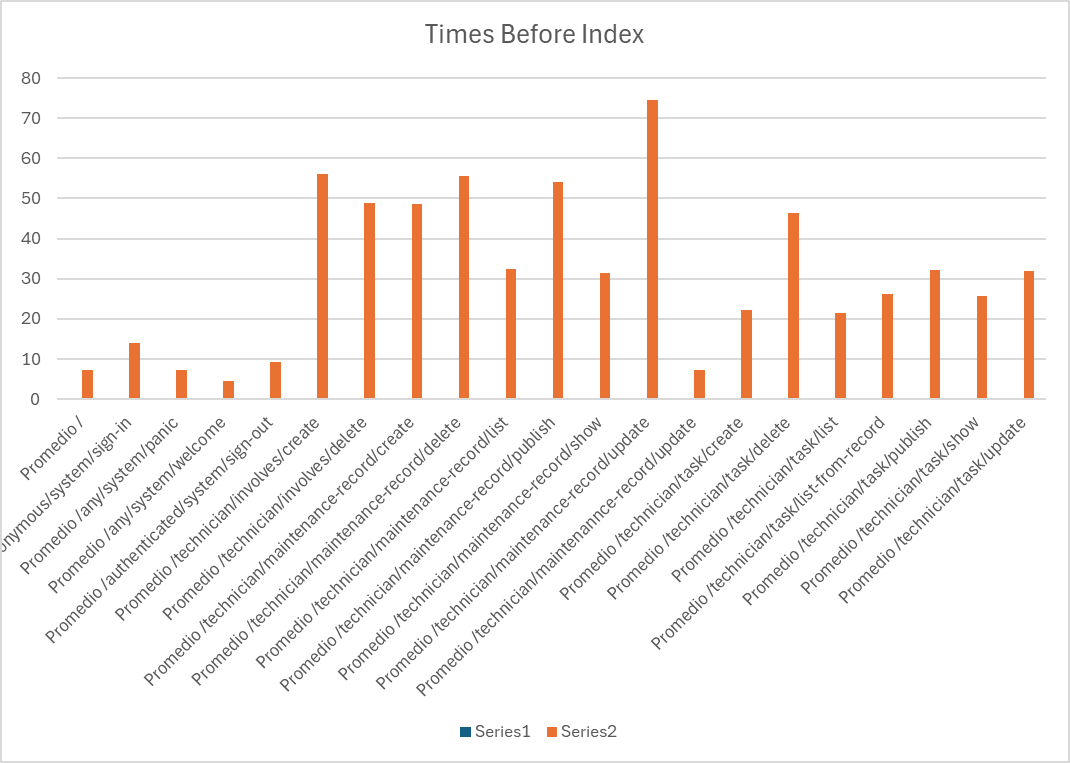 Times Before Index
80
70
60
50
40
30
20
10
0
Promedio /
onymous/system/sign-in
Promedio /any/system/panic
Promedio /any/system/welcome
Promedio /authenticated/system/sign-out
Promedio /technician/involves/create
Promedio /technician/involves/delete
Promedio /technician/maintenance-record/create
Promedio /technician/maintenance-record/delete
Promedio /technician/maintenance-record/list
Promedio /technician/maintenance-record/publish
Promedio /technician/maintenance-record/show
Promedio /technician/maintenance-record/update
Promedio /technician/maintenannce-record/update
Promedio /technician/task/create
Promedio /technician/task/delete
Promedio /technician/task/list
Promedio /technician/task/list-from-record
Promedio /technician/task/publish
Promedio /technician/task/show
Promedio /technician/task/update
Series1 Series2